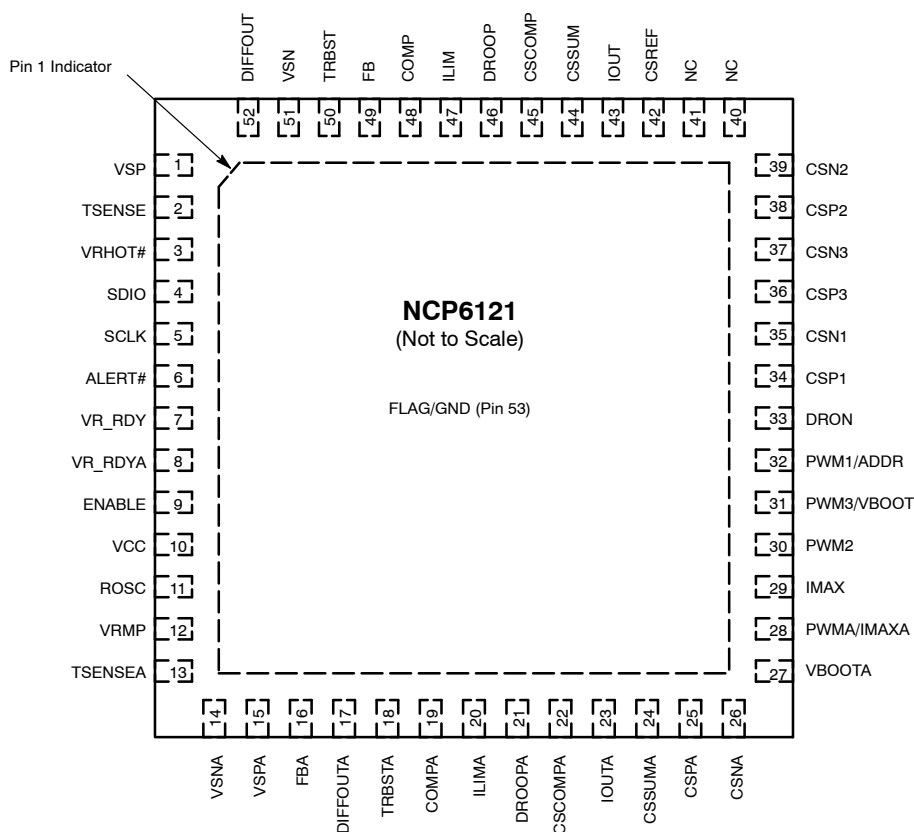 Pin 1 Indicator
DIFFOUT
VSN
TRBST
FB
COMP
ILIM
DROOP
CSCOMP
CSSUM
IOUT
CSREF
NC
NC
52
51
50
49
48
47
46
45
44
43
42
41
40
VSP 1
TSENSE 2
VRHOT# 3
SDIO 4
SCLK 5
ALERT# 6
VR_RDY 7
VR_RDYA 8
ENABLE 9
VCC 10
ROSC 11
VRMP 12
TSENSEA 13
NCP6121
(Not to Scale)
FLAG/GND (Pin 53)
39 CSN2
38 CSP2
37 CSN3
36 CSP3
35 CSN1
34 CSP1
33 DRON
32 PWM1/ADDR
31 PWM3/VBOOT
30 PWM2
29 IMAX
28 PWMA/IMAXA
27 VBOOTA
14
15
16
17
18
19
20
21
22
23
24
25
26
VSNA
VSPA
FBA
DIFFOUTA
TRBSTA
COMPA
ILIMA
DROOPA
CSCOMPA
IOUTA
CSSUMA
CSPA
CSNA